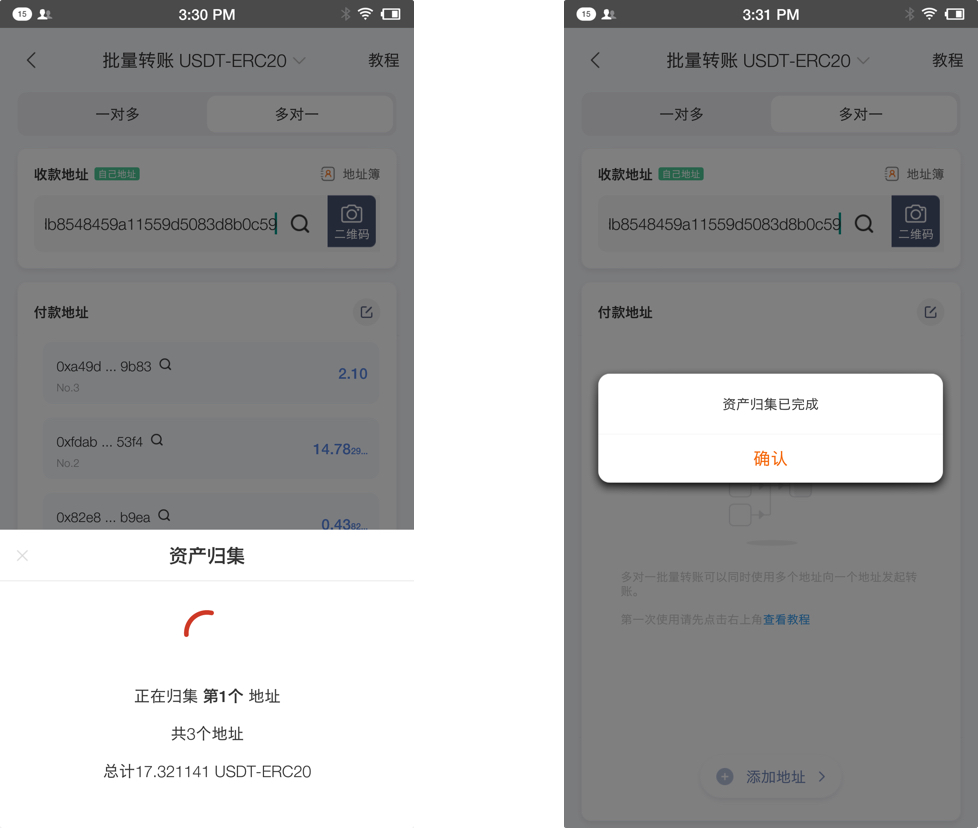 15
3:30 PM
批量转账 USDT-ERC20
教程
一对多
多对一
收款地址 自己地址
地址簿
lb8548459a11559d5083d8b0c59
二维码
付款地址
0xa49d ... 9b83
No.3
2.10
0xfdab ... 53f4
No.2
14.7829...
0x82e8 ... b9ea
0.4382...
资产归集
正在归集 第1个 地址
共3个地址
总计17.321141 USDT-ERC20
15
3:31 PM
批量转账 USDT-ERC20
教程
一对多
多对一
收款地址 自己地址
地址簿
lb8548459a11559d5083d8b0c59
二维码
付款地址
资产归集已完成
确认
多对一批量转账可以同时使用多个地址向一个地址发起转
账。
第一次使用请先点击右上角查看教程
添加地址